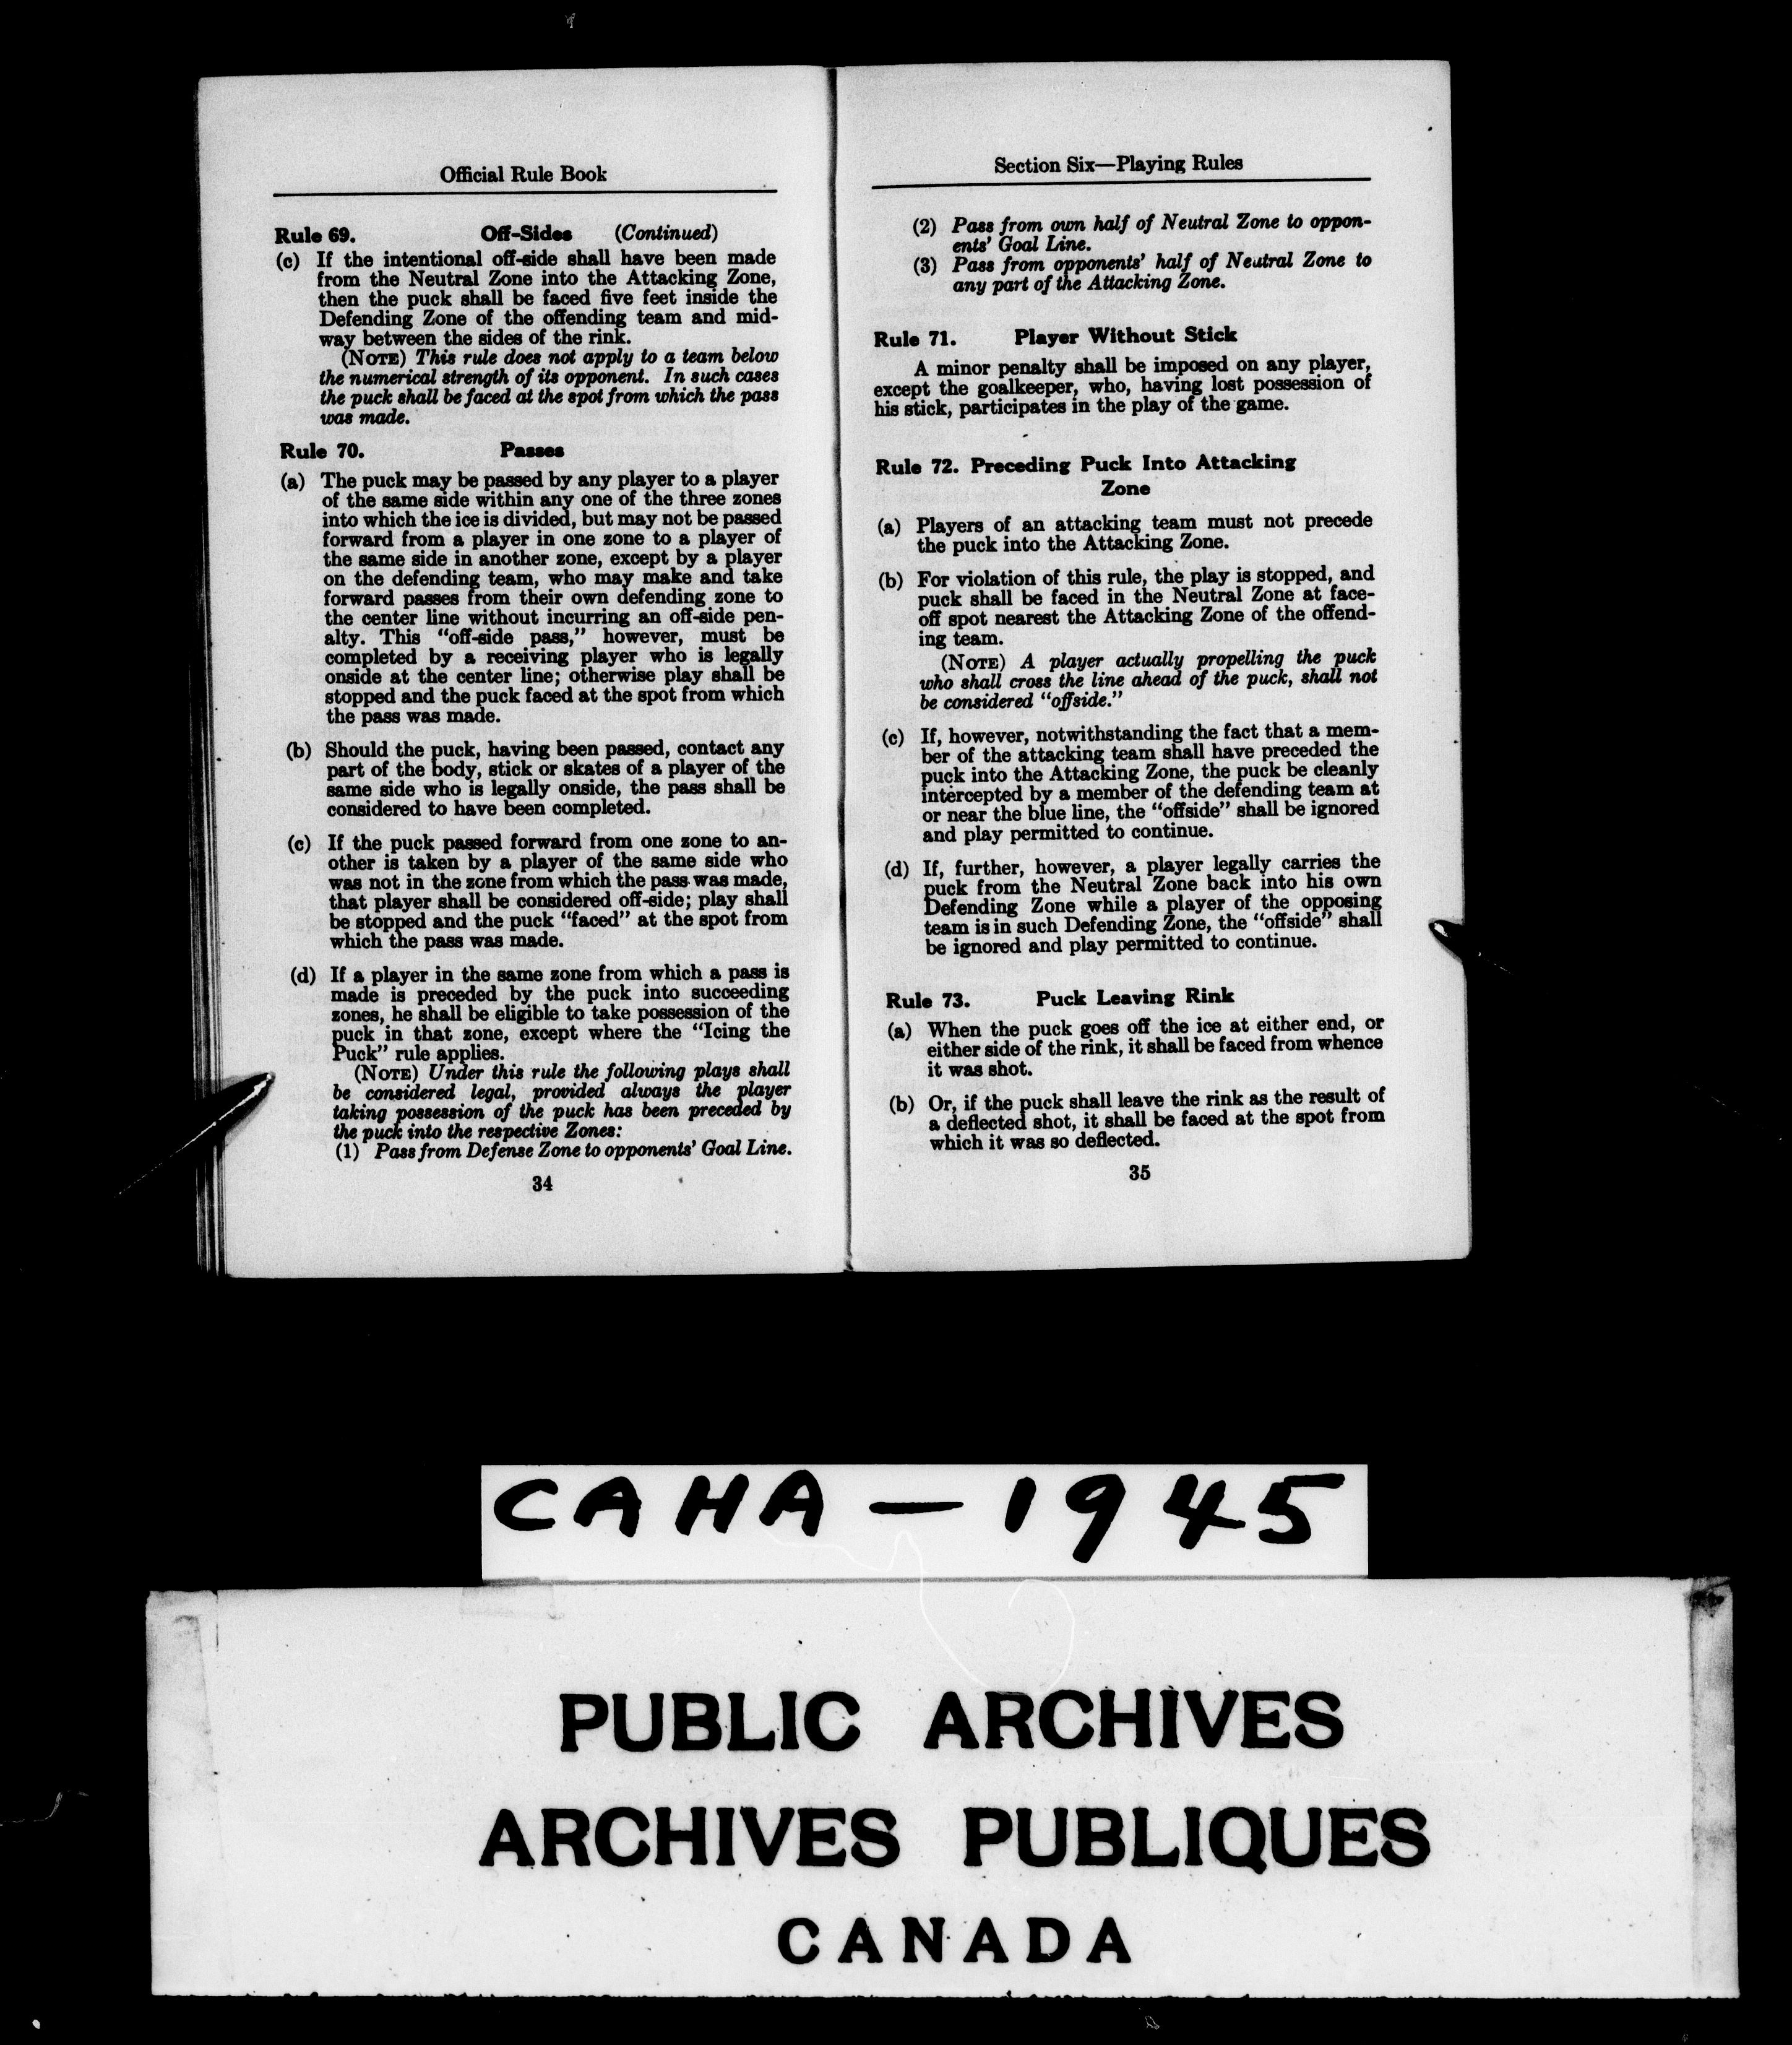 Official Rule Book
Rule 69. Off-Sides (Continued)
(c) If the intentional off-side shall have been made
from the Neutral Zone into the Attacking Zone,
then the puck shall be faced five feet inside the
Defending Zone of the offending team and mid-
way between the sides of the rink.
(NOTE) This rule does not apply to a team below
the numerical strength of its opponent. In such cases
the puck shall be faced at the spot from which the pass
was made.
Rule 70. Passes
(a) The puck may be passed by any player to a player
of the same side within any one of the three zones
into which the ice is divided, but may not be passed
forward from a player in one zone to a player of
the same side in another zone, except by a player
on the defending team, who may make and take
forward passes from their own defending zone to
the center line without incurring an off-side pen-
alty. This "off-side pass," however, must be
completed by a receiving player who is legally
onside at the center line; otherwise play shall be
stopped and the puck faced at the spot from which
the pass was made.
(b) Should the puck, having been passed, contact any
part of the body, stick or skates of a player of the
same side who is legally onside, the pass shall be
considered to have been completed.
(c) If the puck passed forward from one zone to an-
other is taken by a player of the same side who
was not in the zone from which the pass was made,
that player shall be considered off-side; play shall
be stopped and the puck "faced" at the spot from
which the pass was made.
(d) If a player in the same zone from which a pass is
made is preceded by the puck into succeeding
zones, he shall be eligible to take possession of the
puck in that zone, except where the "Icing the
Puck" rule applies.
(NOTE) Under this rule the following plays shall
be considered legal, provided always the player
taking possession of the puck has been preceded by
the puck into the respective Zones:
(1) Pass from Defense Zone to opponents' Goal Line.
34
Section Six—Playing Rules
(2) Pass from own half of Neutral Zone to oppon-
ents' Goal Line.
(3) Pass from opponents' half of Neutral Zone to
any part of the Attacking Zone.
Rule 71. Player Without Stick
A minor penalty shall be imposed on any player,
except the goalkeeper, who, having lost possession of
his stick, participates in the play of the game.
Rule 72. Preceding Puck Into Attacking
Zone
(a) Players of an attacking team must not precede
the puck into the Attacking Zone.
(b) For violation of this rule, the play is stopped, and
puck shall be faced in the Neutral Zone at face-
off spot nearest the Attacking Zone of the offend-
ing team.
(NOTE) A player actually propelling the puck
who shall cross the line ahead of the puck, shall not
be considered "offside."
(c) If, however, notwithstanding the fact that a mem-
ber of the attacking team shall have preceded the
puck into the Attacking Zone, the puck be cleanly
intercepted by a member of the defending team at
or near the blue line, the "offside" shall be ignored
and play permitted to continue.
(d) If, further, however, a player legally carries the
puck from the Neutral Zone back into his own
Defending Zone while a player of the opposing
team is in such Defending Zone, the "offside" shall
be ignored and play permitted to continue.
Rule 73. Puck Leaving Rink
(a) When the puck goes off the ice at either end, or
either side of the rink, it shall be faced from whence
it was shot.
(b) Or, if the puck shall leave the rink as the result of
a deflected shot, it shall be faced at the spot from
which it was so deflected.
35
CAHA — 1945
PUBLIC ARCHIVES
ARCHIVES PUBLIQUES
CANADA